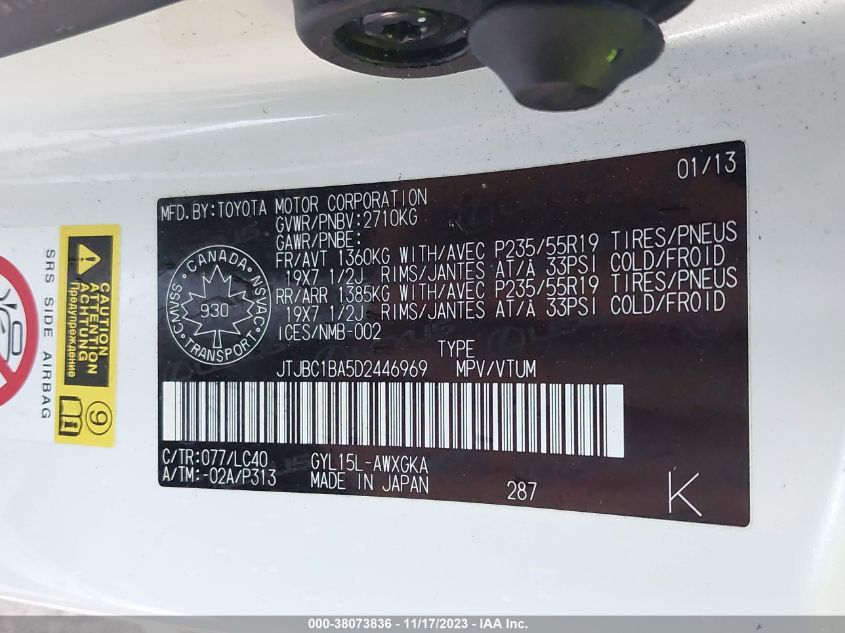 01/13
MFD.BY:TOYOTA MOTOR CORPORATION
GVWR/PNBV:2710KG
GAWR/PNBE:
FR/AVT 1360KG WITH/AVEC P235/55R19 TIRES/PNEUS
19X7 1/2J RIMS/JANTES AT/À 33PSI COLD/FROID
RR/ARR 1385KG WITH/AVEC P235/55R19 TIRES/PNEUS
19X7 1/2J RIMS/JANTES AT/À 33PSI COLD/FROID
ICES/NMB-002
CANADA
CMVSS NSVAC
930
TRANSPORT
TYPE
JTJBC1BA5D2446969 MPV/VTUM
C/TR:077/LC40 GYL15L-AWXGKA
A/TM:-02A/P313 MADE IN JAPAN 287 K
SRS SIDE AIRBAG
CAUTION
ATTENTION
ACHTUNG
Предупреждение
9
000-38073836 - 11/17/2023 - IAA Inc.